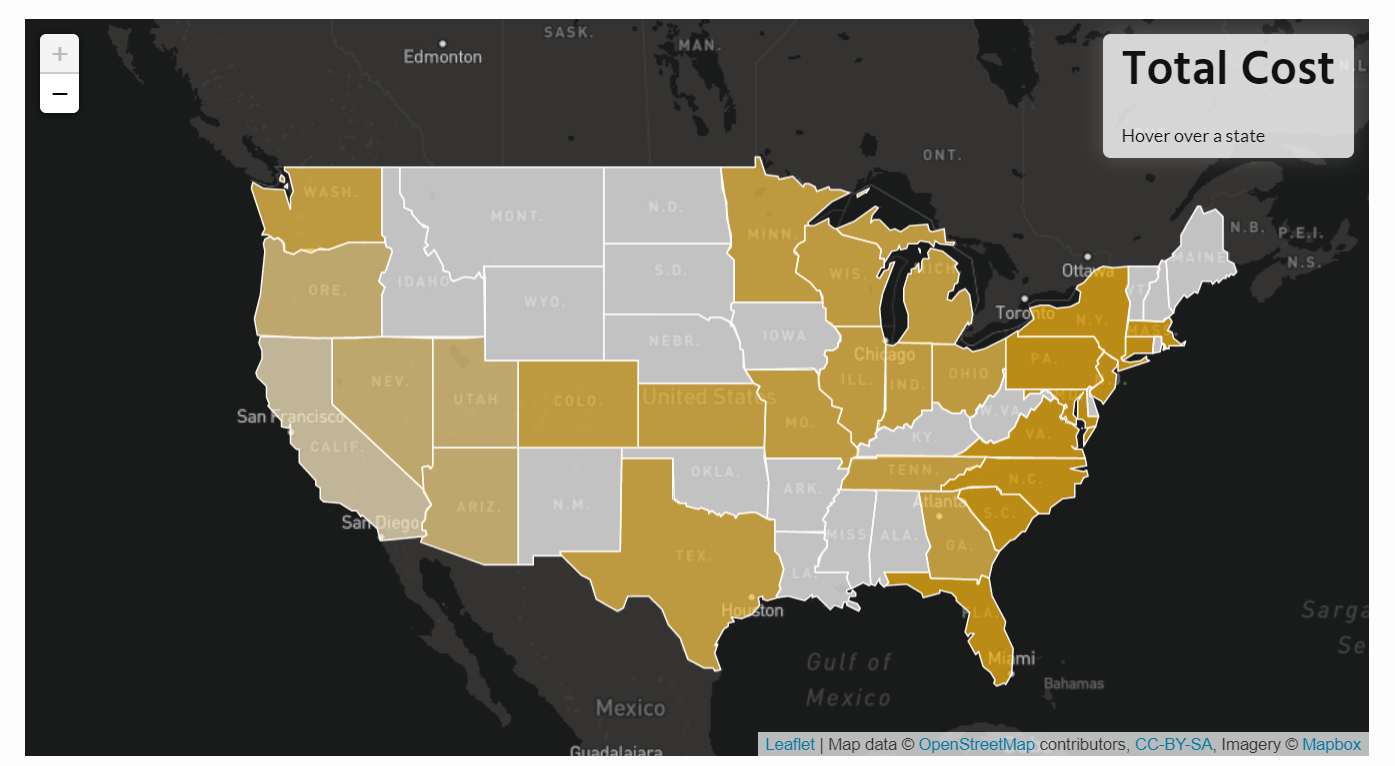 +
−
Total Cost
Hover over a state
SASK.
Edmonton
MAN.
ONT.
N.B.
P.E.I.
N.S.
WASH.
MONT.
N.D.
MINN.
ORE.
IDAHO
S.D.
WIS.
MICH
Ottawa
MAINE
WYO.
Toronto
N.Y.
VT.
MASS.
NEBR.
IOWA
Chicago
PA.
NEV.
UTAH
COLO.
United States
ILL.
IND.
OHIO
San Francisco
CALIF.
MO.
KY.
W.VA.
VA.
San Diego
ARIZ.
N.M.
OKLA.
ARK.
TENN.
N.C.
Atlanta
S.C.
TEX.
LA.
MISS.
ALA.
GA.
Houston
FLA.
Miami
Gulf of
Mexico
Bahamas
Sarga
Se
Mexico
Guadalajara
Leaflet | Map data © OpenStreetMap contributors, CC-BY-SA, Imagery © Mapbox